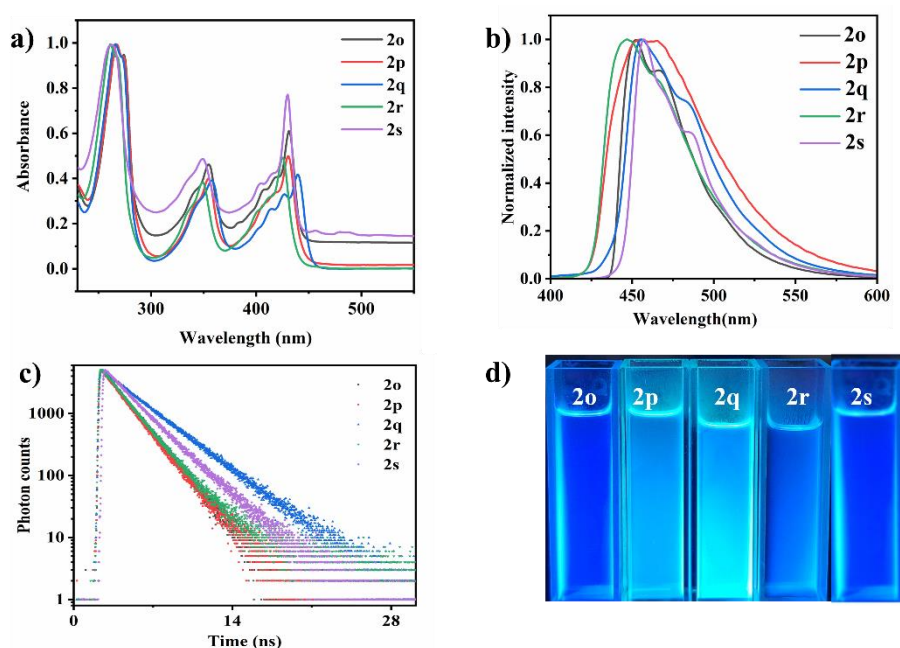 a)
2o
2p
2q
2r
2s
1.0
0.8
0.6
0.4
0.2
0.0
Absorbance
300
400
500
Wavelength (nm)
b)
2o
2p
2q
2r
2s
1.0
0.8
0.6
0.4
0.2
0.0
Normalized intensity
400
450
500
550
600
Wavelength(nm)
c)
2o
2p
2q
2r
2s
1000
100
10
1
Photon counts
0
14
28
Time (ns)
d)
2o
2p
2q
2r
2s